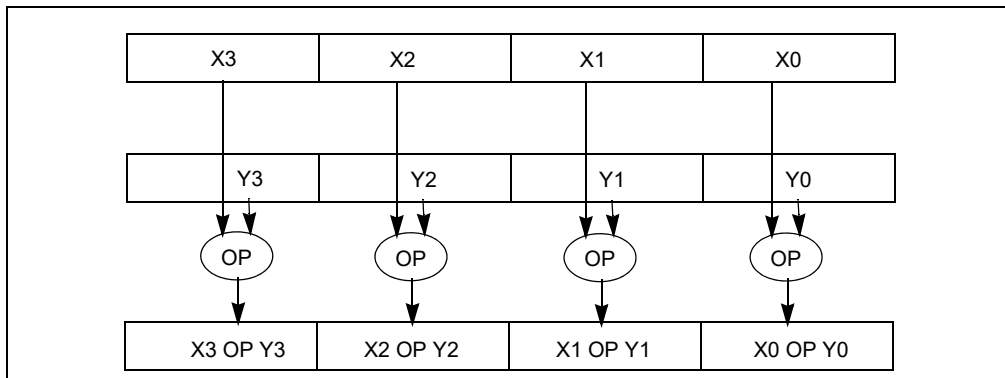 X3 X2 X1 X0
Y3 Y2 Y1 Y0
OP OP OP OP
X3 OP Y3 X2 OP Y2 X1 OP Y1 X0 OP Y0